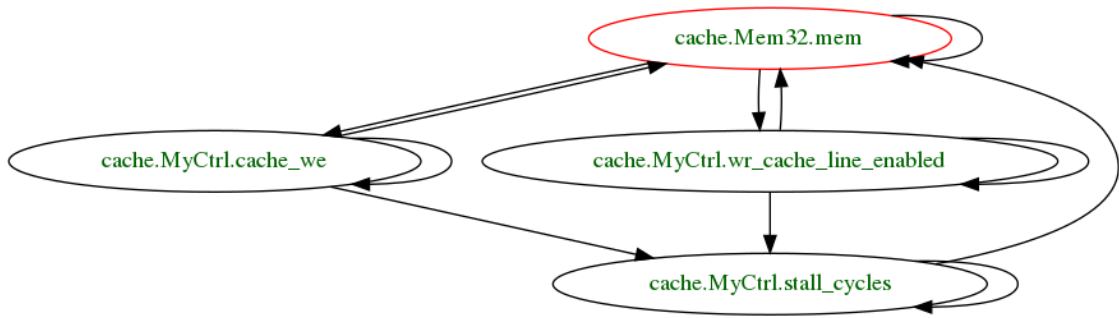 cache.Mem32.mem
cache.MyCtrl.cache_we
cache.MyCtrl.wr_cache_line_enabled
cache.MyCtrl.stall_cycles